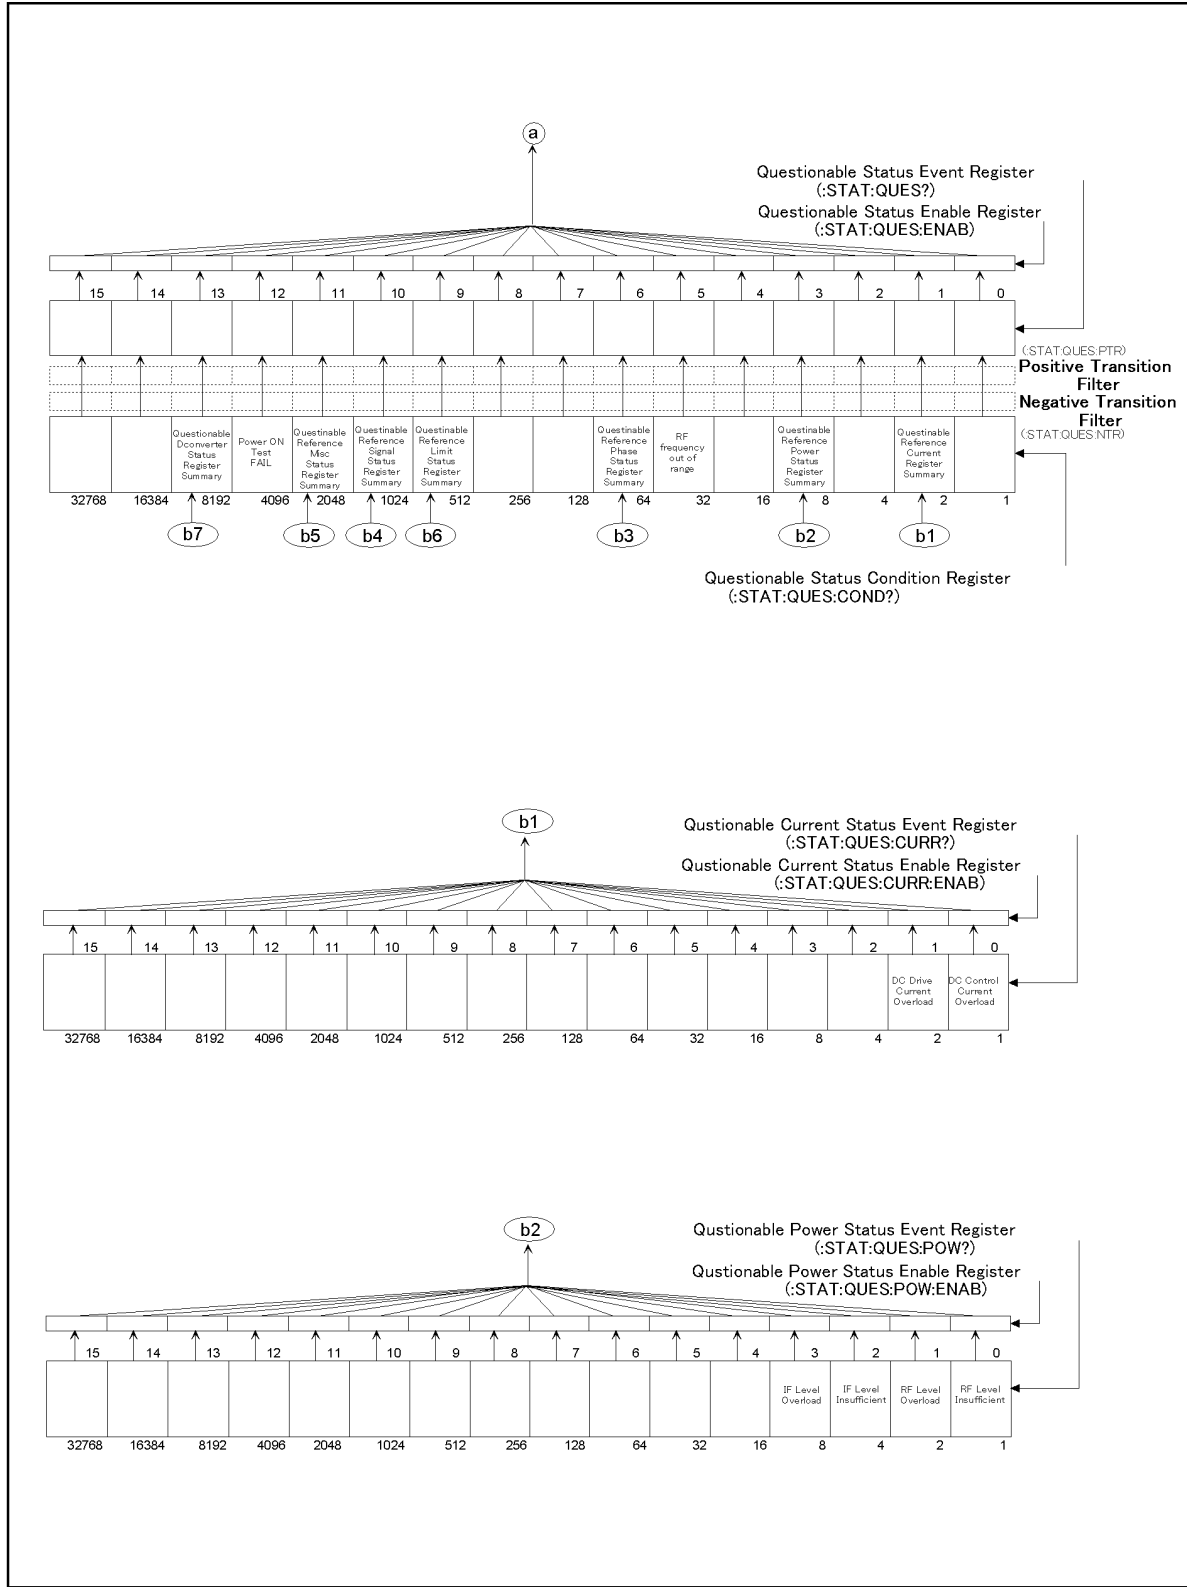 a
Questionable Status Event Register
(:STAT:QUES?)
Questionable Status Enable Register
(:STAT:QUES:ENAB)
15 14 13 12 11 10 9 8 7 6 5 4 3 2 1 0
(:STAT:QUES:PTR)
Positive Transition
Filter
Negative Transition
Filter
(:STAT:QUES:NTR)
Questionable
Dconverter
Status
Register
Summary
Power ON
Test
FAIL
Questinable
Reference
Misc
Status
Register
Summary
Questinable
Reference
Signal
Status
Register
Summary
Questinable
Reference
Limit
Status
Register
Summary
Questinable
Reference
Phase
Status
Register
Summary
RF
frequency
out of
range
Questinable
Reference
Power
Status
Register
Summary
Questinable
Reference
Current
Register
Summary
32768 16384 8192 4096 2048 1024 512 256 128 64 32 16 8 4 2 1
b7 b5 b4 b6 b3 b2 b1
Questionable Status Condition Register
(:STAT:QUES:COND?)
b1
Qustionable Current Status Event Register
(:STAT:QUES:CURR?)
Qustionable Current Status Enable Register
(:STAT:QUES:CURR:ENAB)
15 14 13 12 11 10 9 8 7 6 5 4 3 2 1 0
DC Drive
Current
Overload
DC Control
Current
Overload
32768 16384 8192 4096 2048 1024 512 256 128 64 32 16 8 4 2 1
b2
Qustionable Power Status Event Register
(:STAT:QUES:POW?)
Qustionable Power Status Enable Register
(:STAT:QUES:POW:ENAB)
15 14 13 12 11 10 9 8 7 6 5 4 3 2 1 0
IF Level
Overload
IF Level
Insufficient
RF Level
Overload
RF Level
Insufficient
32768 16384 8192 4096 2048 1024 512 256 128 64 32 16 8 4 2 1